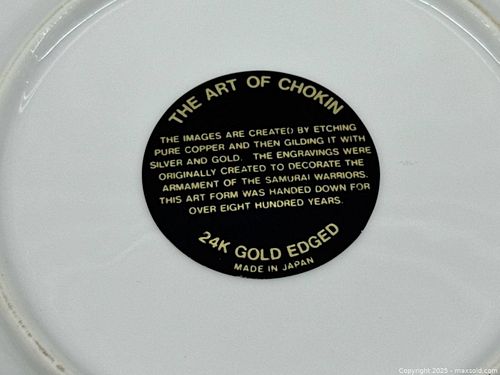 THE ART OF CHOKIN
THE IMAGES ARE CREATED BY ETCHING
PURE COPPER AND THEN GILDING IT WITH
SILVER AND GOLD. THE ENGRAVINGS WERE
ORIGINALLY CREATED TO DECORATE THE
ARMAMENT OF THE SAMURAI WARRIORS.
THIS ART FORM WAS HANDED DOWN FOR
OVER EIGHT HUNDRED YEARS.
24K GOLD EDGED
MADE IN JAPAN
Copyright 2025 - maxsold.com